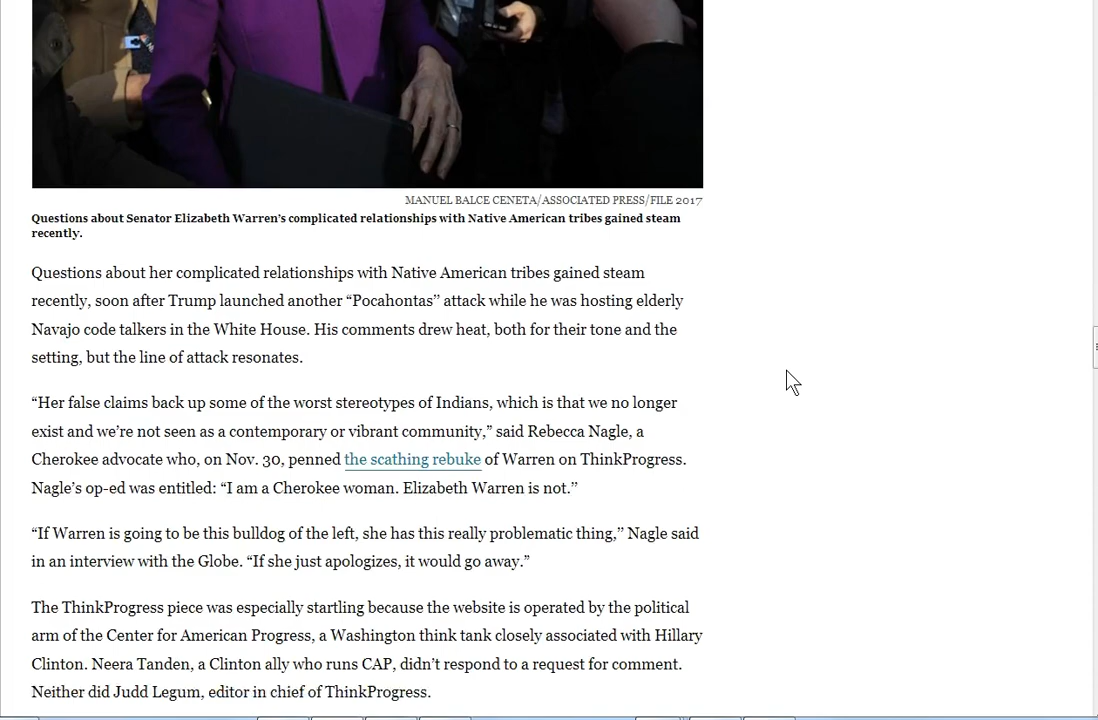 MANUEL BALCE CENETA/ASSOCIATED PRESS/FILE 2017
Questions about Senator Elizabeth Warren’s complicated relationships with Native American tribes gained steam
recently.
Questions about her complicated relationships with Native American tribes gained steam
recently, soon after Trump launched another “Pocahontas” attack while he was hosting elderly
Navajo code talkers in the White House. His comments drew heat, both for their tone and the
setting, but the line of attack resonates.
“Her false claims back up some of the worst stereotypes of Indians, which is that we no longer
exist and we’re not seen as a contemporary or vibrant community,” said Rebecca Nagle, a
Cherokee advocate who, on Nov. 30, penned the scathing rebuke of Warren on ThinkProgress.
Nagle’s op-ed was entitled: “I am a Cherokee woman. Elizabeth Warren is not.”
“If Warren is going to be this bulldog of the left, she has this really problematic thing,” Nagle said
in an interview with the Globe. “If she just apologizes, it would go away.”
The ThinkProgress piece was especially startling because the website is operated by the political
arm of the Center for American Progress, a Washington think tank closely associated with Hillary
Clinton. Neera Tanden, a Clinton ally who runs CAP, didn’t respond to a request for comment.
Neither did Judd Legum, editor in chief of ThinkProgress.